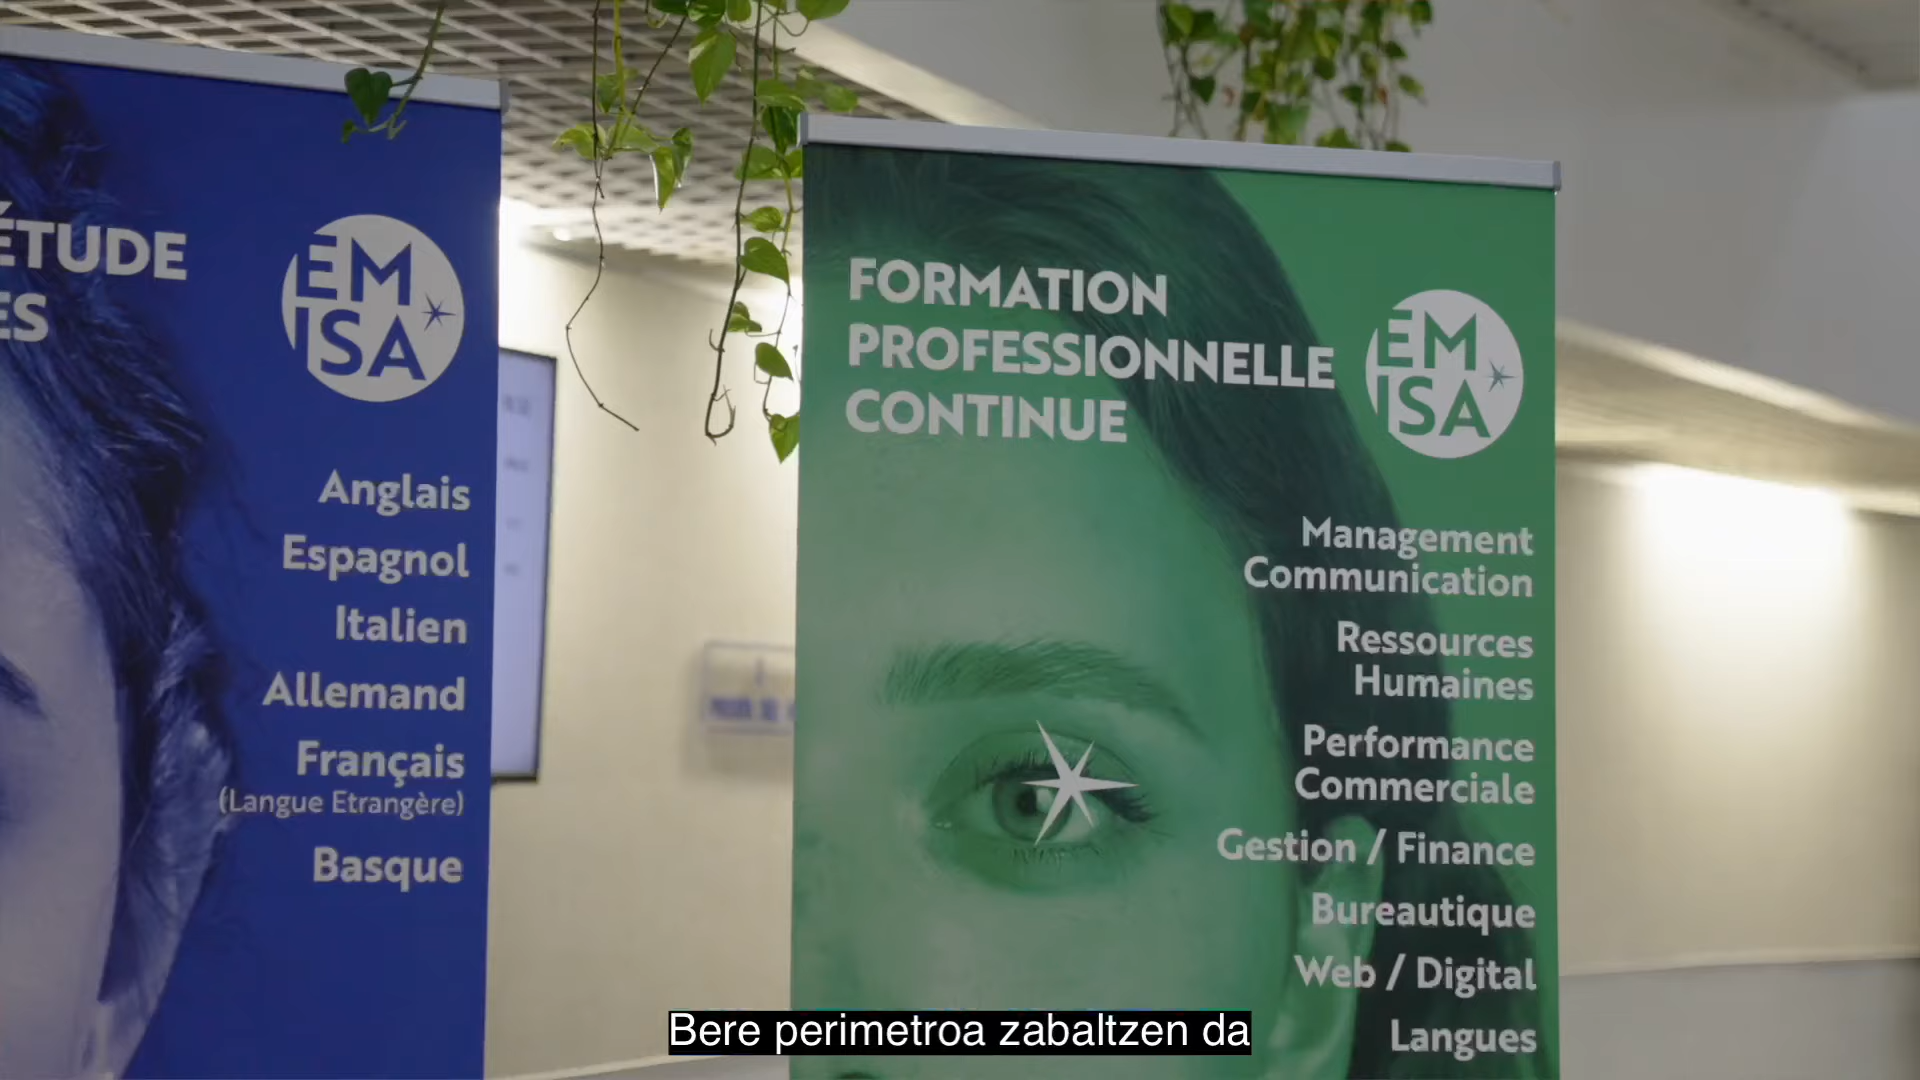 ÉTUDE
ES
EM
ISA
Anglais
Espagnol
Italien
Allemand
Français
(Langue Etrangère)
Basque
FORMATION
PROFESSIONNELLE
CONTINUE
EM
ISA
Management
Communication
Ressources
Humaines
Performance
Commerciale
Gestion / Finance
Bureautique
Web / Digital
Langues
Bere perimetroa zabaltzen da